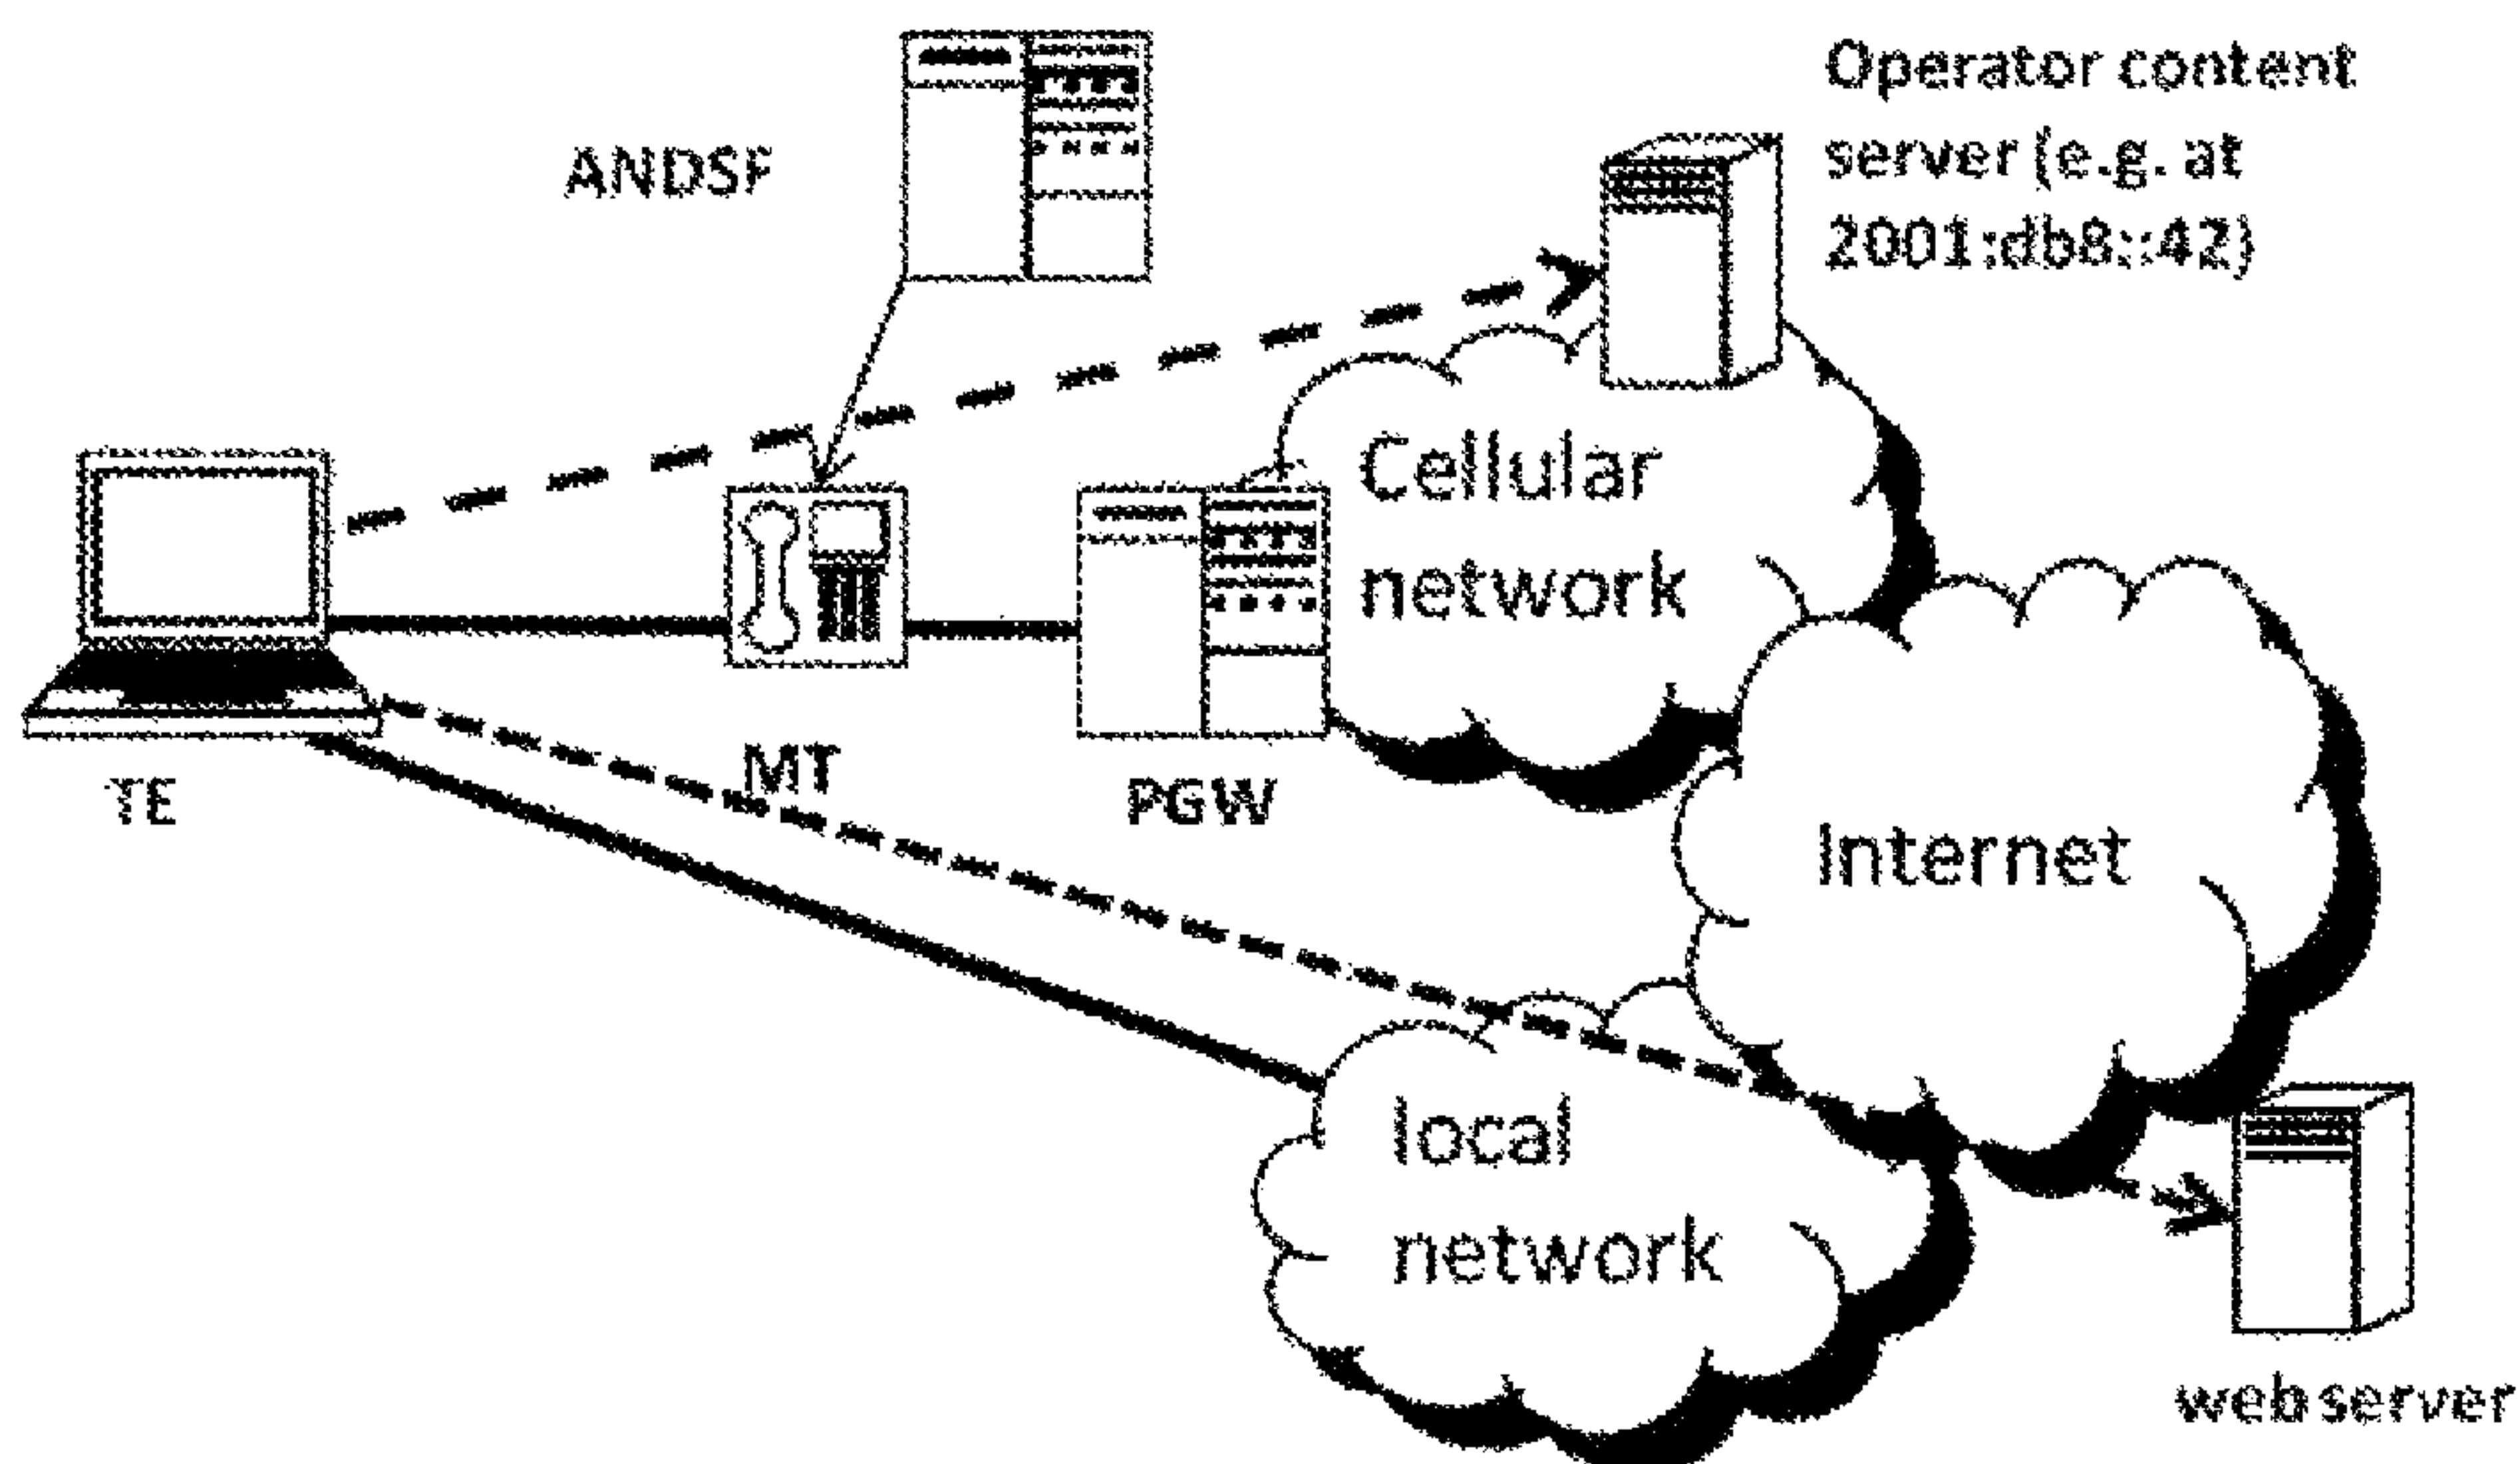 Operator content
server (e.g. at
2001:db8::42)
ANDSF
Cellular
network
TE
MT
PGW
Internet
local
network
web server